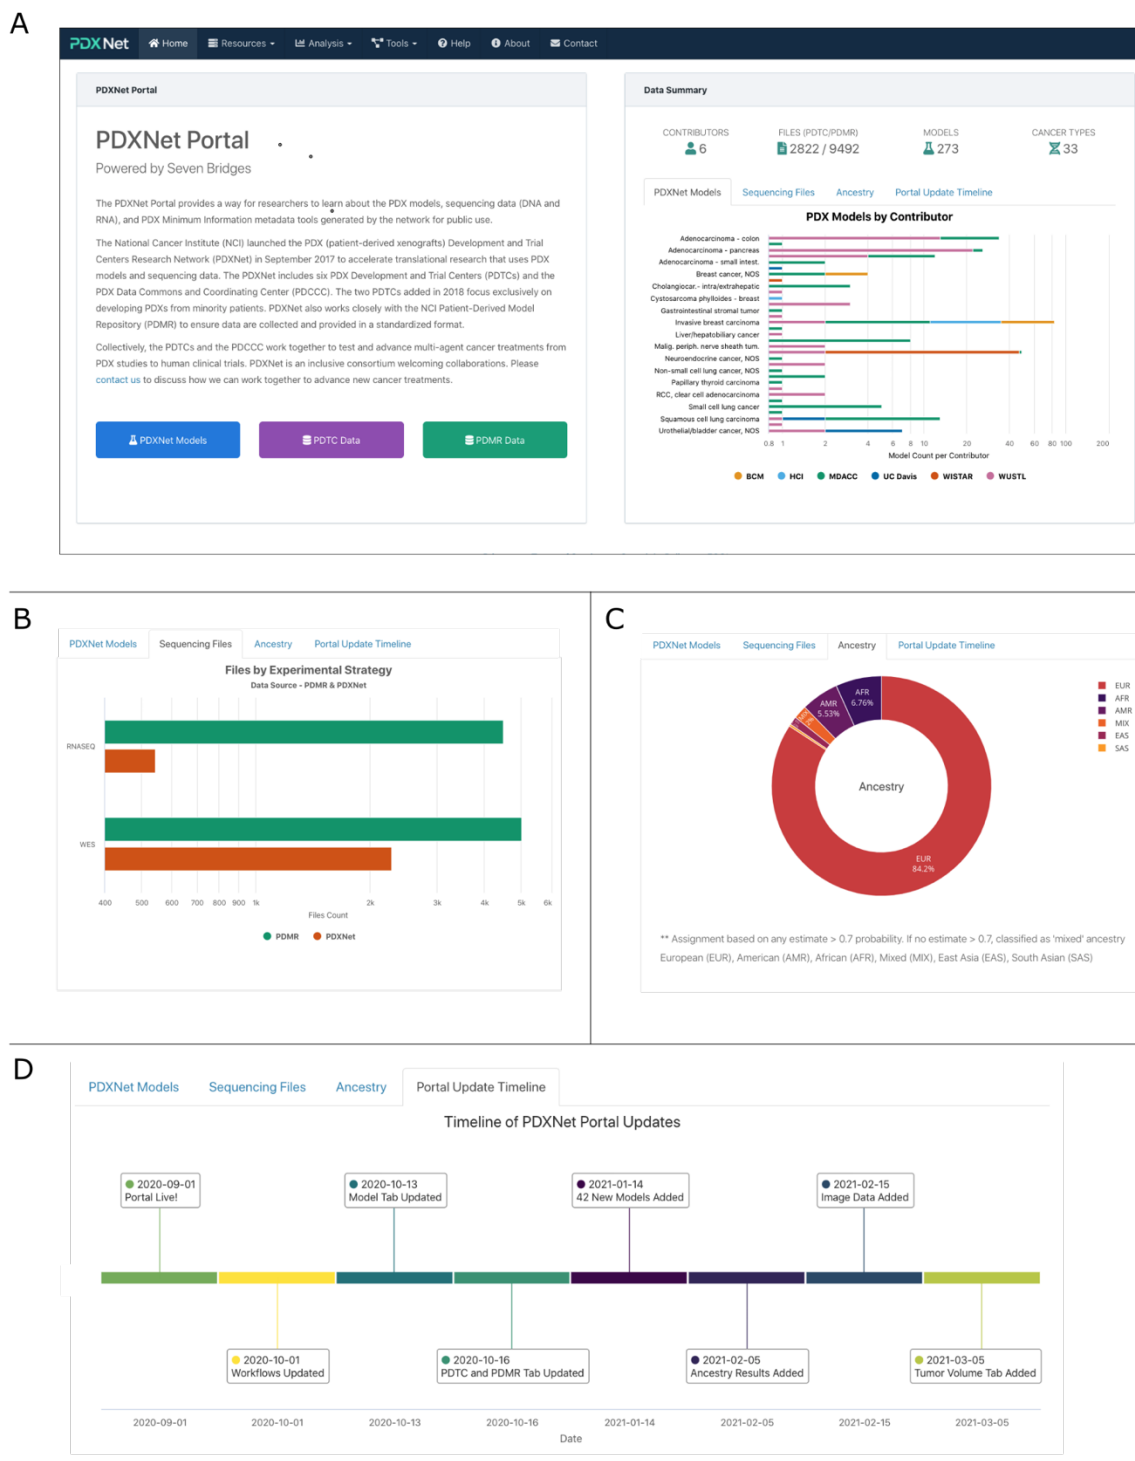 A
PDXNet Home Resources Analysis Tools Help About Contact
PDXNet Portal
PDXNet Portal
Powered by Seven Bridges
The PDXNet Portal provides a way for researchers to learn about the PDX models, sequencing data (DNA and
RNA), and PDX Minimum Information metadata tools generated by the network for public use.
The National Cancer Institute (NCI) launched the PDX (patient-derived xenografts) Development and Trial
Centers Research Network (PDXNet) in September 2017 to accelerate translational research that uses PDX
models and sequencing data. The PDXNet includes six PDX Development and Trial Centers (PDTCs) and the
PDX Data Commons and Coordinating Center (PDCCC). The two PDTCs added in 2018 focus exclusively on
developing PDXs from minority patients. PDXNet also works closely with the NCI Patient-Derived Model
Repository (PDMR) to ensure data are collected and provided in a standardized format.
Collectively, the PDTCs and the PDCCC work together to test and advance multi-agent cancer treatments from
PDX studies to human clinical trials. PDXNet is an inclusive consortium welcoming collaborations. Please
contact us to discuss how we can work together to advance new cancer treatments.
PDXNet Models PDTC Data PDMR Data
Data Summary
CONTRIBUTORS FILES (PDTC/PDMR) MODELS CANCER TYPES
6 2822 / 9492 273 33
PDXNet Models Sequencing Files Ancestry Portal Update Timeline
PDX Models by Contributor
Adenocarcinoma - colon
Adenocarcinoma - pancreas
Adenocarcinoma - small intest.
Breast cancer, NOS
Cholangiocar.- intra/extrahepatic
Cystosarcoma phylloides - breast
Gastrointestinal stromal tumor
Invasive breast carcinoma
Liver/hepatobiliary cancer
Malig. periph. nerve sheath tum.
Neuroendocrine cancer, NOS
Non-small cell lung cancer, NOS
Papillary thyroid carcinoma
RCC, clear cell adenocarcinoma
Small cell lung cancer
Squamous cell lung carcinoma
Urothelial/bladder cancer, NOS
0.8 1 2 4 6 8 10 20 40 60 80 100 200
Model Count per Contributor
BCM HCI MDACC UC Davis WISTAR WUSTL
B
PDXNet Models Sequencing Files Ancestry Portal Update Timeline
Files by Experimental Strategy
Data Source - PDMR & PDXNet
RNASEQ
WES
400 500 600 700 800 900 1k 2k 3k 4k 5k 6k
Files Count
PDMR PDXNet
C
PDXNet Models Sequencing Files Ancestry Portal Update Timeline
AFR
6.76%
AMR
5.53%
Ancestry
EUR
84.2%
EUR
AFR
AMR
MIX
EAS
SAS
** Assignment based on any estimate > 0.7 probability. If no estimate > 0.7, classified as 'mixed' ancestry
European (EUR), American (AMR), African (AFR), Mixed (MIX), East Asia (EAS), South Asian (SAS)
D
PDXNet Models Sequencing Files Ancestry Portal Update Timeline
Timeline of PDXNet Portal Updates
2020-09-01
Portal Live!
2020-10-13
Model Tab Updated
2021-01-14
42 New Models Added
2021-02-15
Image Data Added
2020-10-01
Workflows Updated
2020-10-16
PDTC and PDMR Tab Updated
2021-02-05
Ancestry Results Added
2021-03-05
Tumor Volume Tab Added
2020-09-01 2020-10-01 2020-10-13 2020-10-16 2021-01-14 2021-02-05 2021-02-15 2021-03-05
Date